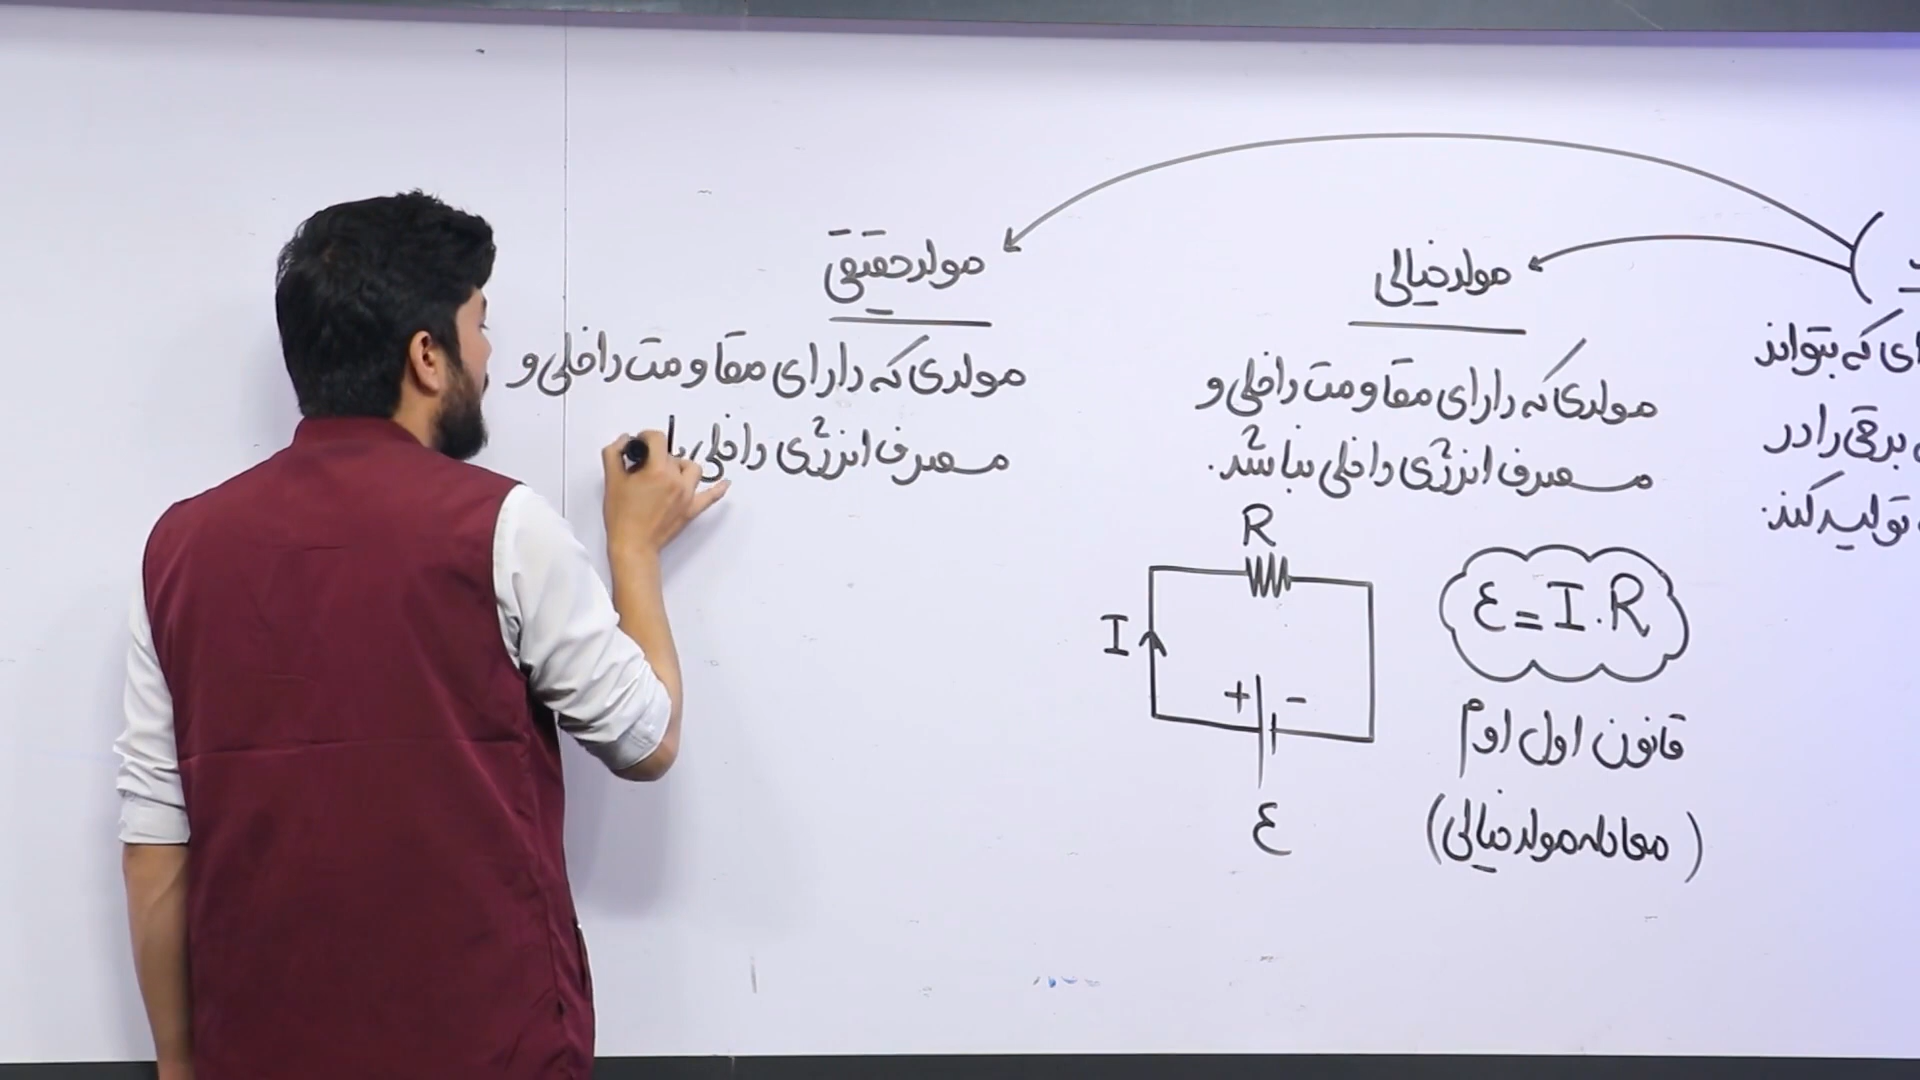 ای که بتواند
برقی را در
تولید کند.
مولد خیالی
مولدی که دارای مقاومت داخلی و
مصرف انرژی داخلی نباشد.
R
I
+ -
ε
ε = I.R
قانون اول اوم
(معادله مولد خیالی)
مولد حقیقی
مولدی که دارای مقاومت داخلی و
مصرف انرژی داخلی با